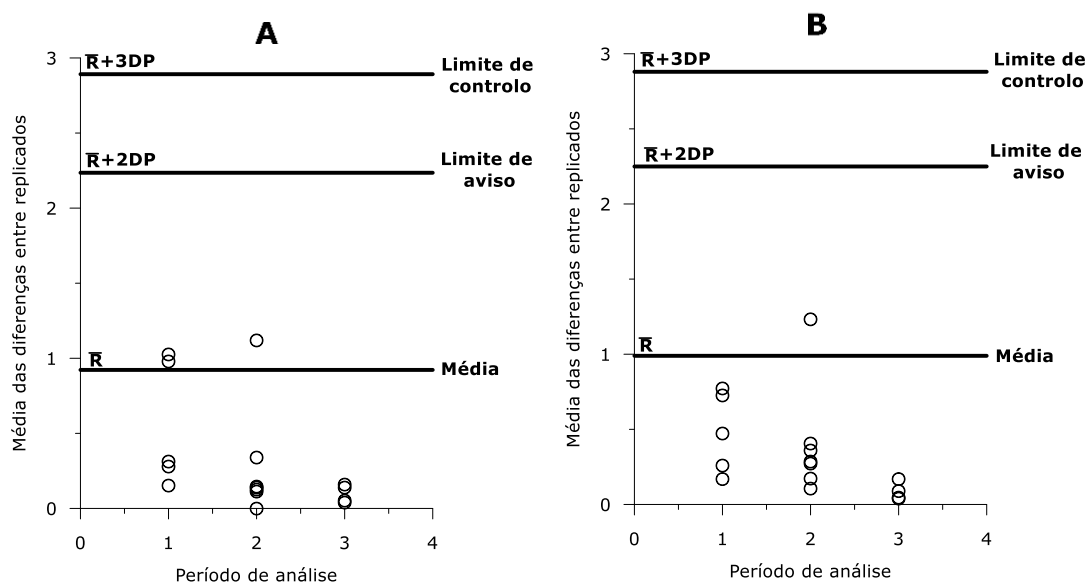 A
Média das diferenças entre replicados
3
2
1
0
R̅+3DP
Limite de
controlo
R̅+2DP
Limite de
aviso
R̅
Média
0 1 2 3 4
Período de análise
B
Média das diferenças entre replicados
3
2
1
0
R̅+3DP
Limite de
controlo
R̅+2DP
Limite de
aviso
R̅
Média
0 1 2 3 4
Período de análise